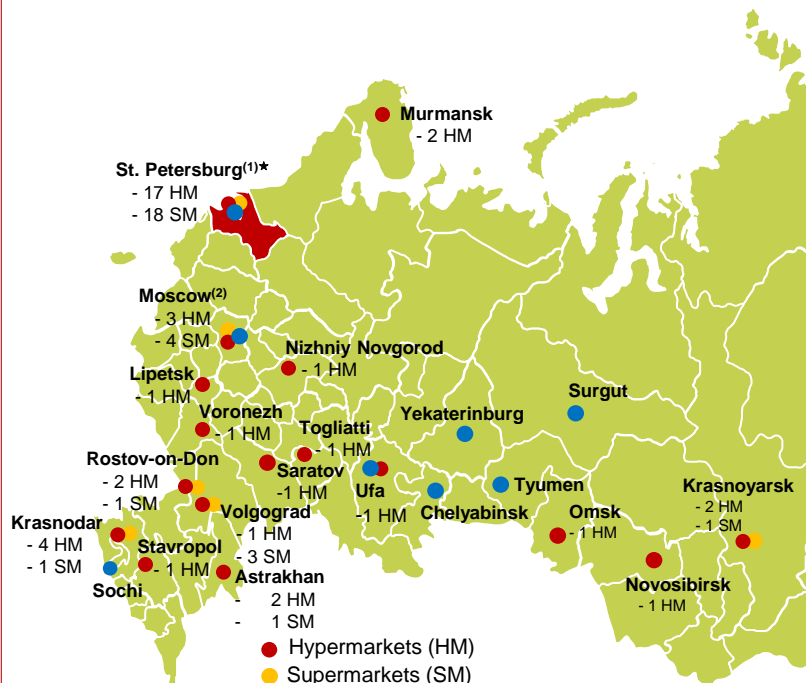 Murmansk
- 2 HM
St. Petersburg(1)★
- 17 HM
- 18 SM
Moscow(2)
- 3 HM
- 4 SM
Nizhniy Novgorod
- 1 HM
Lipetsk
- 1 HM
Surgut
Voronezh
- 1 HM
Yekaterinburg
Togliatti
- 1 HM
Rostov-on-Don
- 2 HM
- 1 SM
Saratov
-1 HM
Ufa
-1 HM
Tyumen
Chelyabinsk
Krasnoyarsk
- 2 HM
- 1 SM
Volgograd
- 1 HM
- 3 SM
Omsk
- 1 HM
Krasnodar
- 4 HM
- 1 SM
Stavropol
- 1 HM
Sochi
Astrakhan
- 2 HM
- 1 SM
Novosibirsk
- 1 HM
Hypermarkets (HM)
Supermarkets (SM)